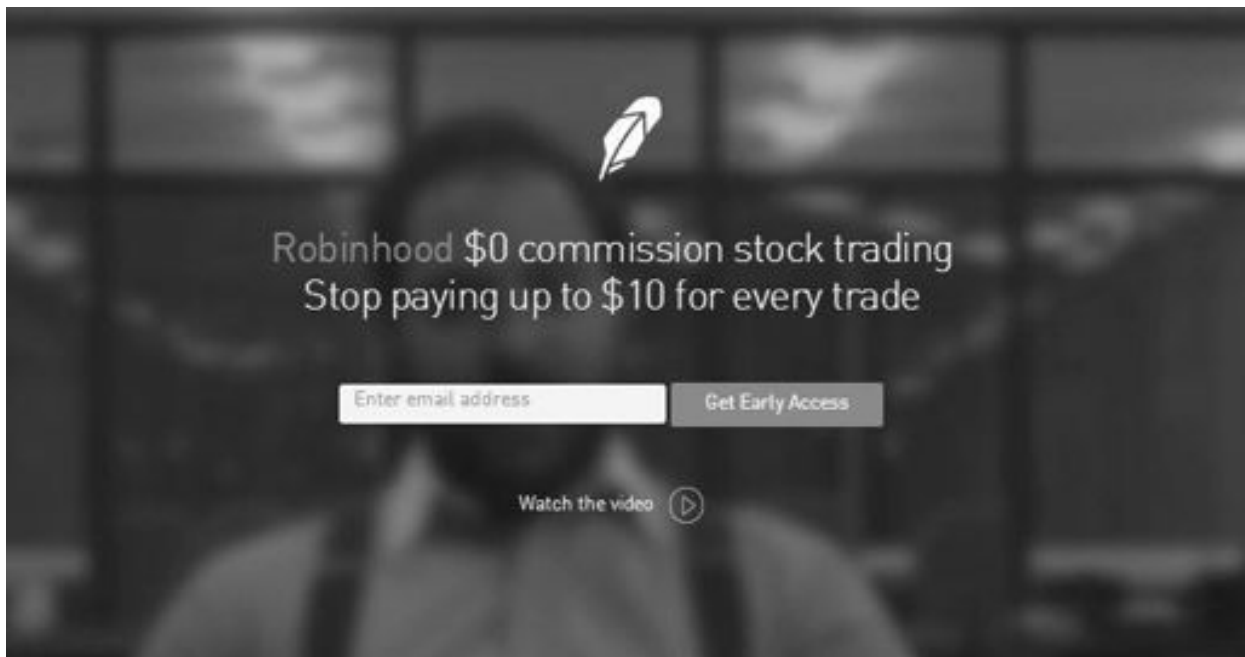 Robinhood $0 commission stock trading
Stop paying up to $10 for every trade
Enter email address
Get Early Access
Watch the video